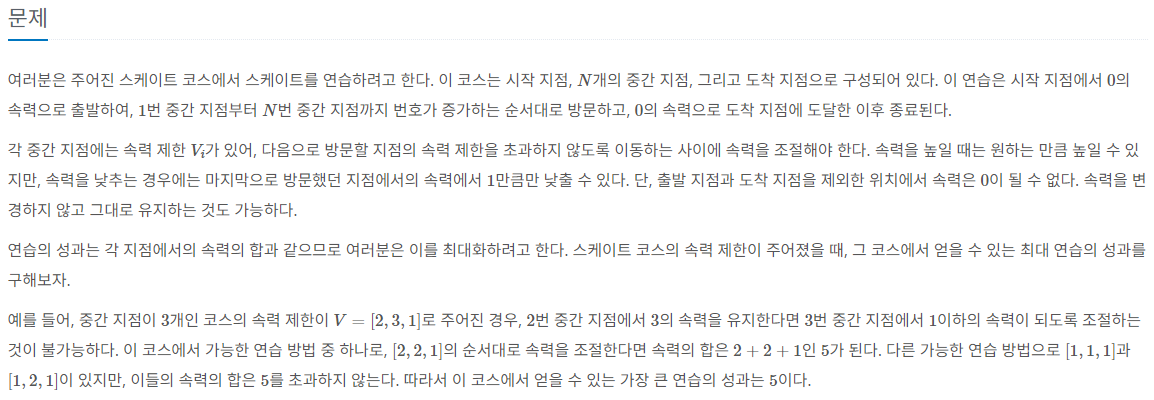 문제
여러분은 주어진 스케이트 코스에서 스케이트를 연습하려고 한다. 이 코스는 시작 지점, N개의 중간 지점, 그리고 도착 지점으로 구성되어 있다. 이 연습은 시작 지점에서 0의
속력으로 출발하여, 1번 중간 지점부터 N번 중간 지점까지 번호가 증가하는 순서대로 방문하고, 0의 속력으로 도착 지점에 도달한 이후 종료된다.
각 중간 지점에는 속력 제한 V_i가 있어, 다음으로 방문할 지점의 속력 제한을 초과하지 않도록 이동하는 사이에 속력을 조절해야 한다. 속력을 높일 때는 원하는 만큼 높일 수 있
지만, 속력을 낮추는 경우에는 마지막으로 방문했던 지점에서의 속력에서 1만큼만 낮출 수 있다. 단, 출발 지점과 도착 지점을 제외한 위치에서 속력은 0이 될 수 없다. 속력을 변
경하지 않고 그대로 유지하는 것도 가능하다.
연습의 성과는 각 지점에서의 속력의 합과 같으므로 여러분은 이를 최대화하려고 한다. 스케이트 코스의 속력 제한이 주어졌을 때, 그 코스에서 얻을 수 있는 최대 연습의 성과를
구해보자.
예를 들어, 중간 지점이 3개인 코스의 속력 제한이 V = [2, 3, 1]로 주어진 경우, 2번 중간 지점에서 3의 속력을 유지한다면 3번 중간 지점에서 1이하의 속력이 되도록 조절하는
것이 불가능하다. 이 코스에서 가능한 연습 방법 중 하나로, [2, 2, 1]의 순서대로 속력을 조절한다면 속력의 합은 2 + 2 + 1인 5가 된다. 다른 가능한 연습 방법으로 [1, 1, 1]과
[1, 2, 1]이 있지만, 이들의 속력의 합은 5를 초과하지 않는다. 따라서 이 코스에서 얻을 수 있는 가장 큰 연습의 성과는 5이다.